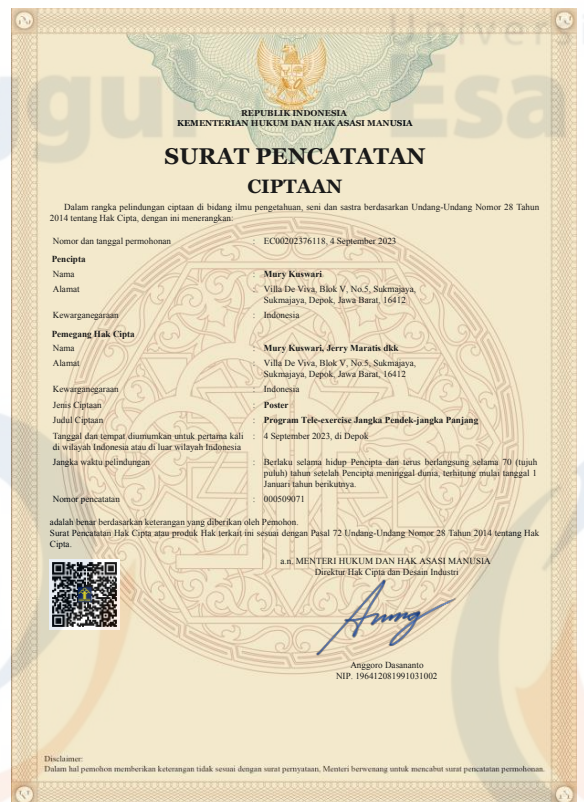 Univers
REPUBLIK INDONESIA
KEMENTERIAN HUKUM DAN HAK ASASI MANUSIA
SURAT PENCATATAN
CIPTAAN
Dalam rangka pelindungan ciptaan di bidang ilmu pengetahuan, seni dan sastra berdasarkan Undang-Undang Nomor 28 Tahun
2014 tentang Hak Cipta, dengan ini menerangkan:
Nomor dan tanggal permohonan : EC00202376118, 4 September 2023
Pencipta
Nama : Mury Kuswari
Alamat : Villa De Viva, Blok V, No.5, Sukmajaya,
Sukmajaya, Depok, Jawa Barat, 16412
Kewarganegaraan : Indonesia
Pemegang Hak Cipta
Nama : Mury Kuswari, Jerry Maratis dkk
Alamat : Villa De Viva, Blok V, No.5, Sukmajaya,
Sukmajaya, Depok, Jawa Barat, 16412
Kewarganegaraan : Indonesia
Jenis Ciptaan : Poster
Judul Ciptaan : Program Tele-exercise Jangka Pendek-jangka Panjang
Tanggal dan tempat diumumkan untuk pertama kali : 4 September 2023, di Depok
di wilayah Indonesia atau di luar wilayah Indonesia
Jangka waktu pelindungan : Berlaku selama hidup Pencipta dan terus berlangsung selama 70 (tujuh
puluh) tahun setelah Pencipta meninggal dunia, terhitung mulai tanggal 1
Januari tahun berikutnya.
Nomor pencatatan : 000509071
adalah benar berdasarkan keterangan yang diberikan oleh Pemohon.
Surat Pencatatan Hak Cipta atau produk Hak terkait ini sesuai dengan Pasal 72 Undang-Undang Nomor 28 Tahun 2014 tentang Hak
Cipta.
a.n. MENTERI HUKUM DAN HAK ASASI MANUSIA
Direktur Hak Cipta dan Desain Industri
Anggoro Dasananto
NIP. 196412081991031002
Disclaimer:
Dalam hal pemohon memberikan keterangan tidak sesuai dengan surat pernyataan, Menteri berwenang untuk mencabut surat pencatatan permohonan.